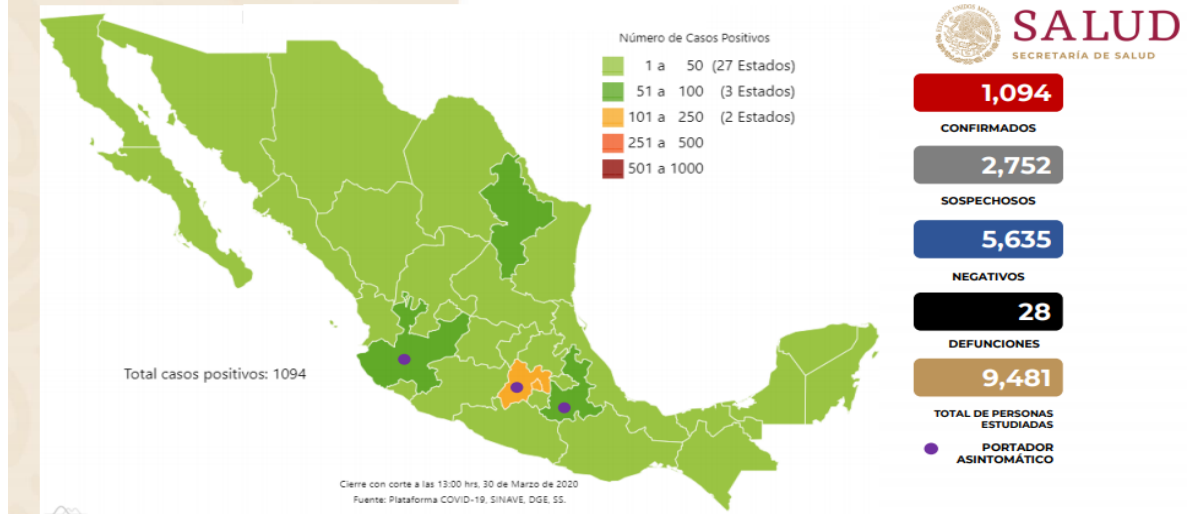 Número de Casos Positivos
1 a 50 (27 Estados)
51 a 100 (3 Estados)
101 a 250 (2 Estados)
251 a 500
501 a 1000
Total casos positivos: 1094
Cierre con corte a las 13:00 hrs, 30 de Marzo de 2020
Fuente: Plataforma COVID-19, SINAVE, DGE, SS.
ESTADOS UNIDOS MEXICANOS
SALUD
SECRETARÍA DE SALUD
1,094
CONFIRMADOS
2,752
SOSPECHOSOS
5,635
NEGATIVOS
28
DEFUNCIONES
9,481
TOTAL DE PERSONAS
ESTUDIADAS
PORTADOR
ASINTOMÁTICO